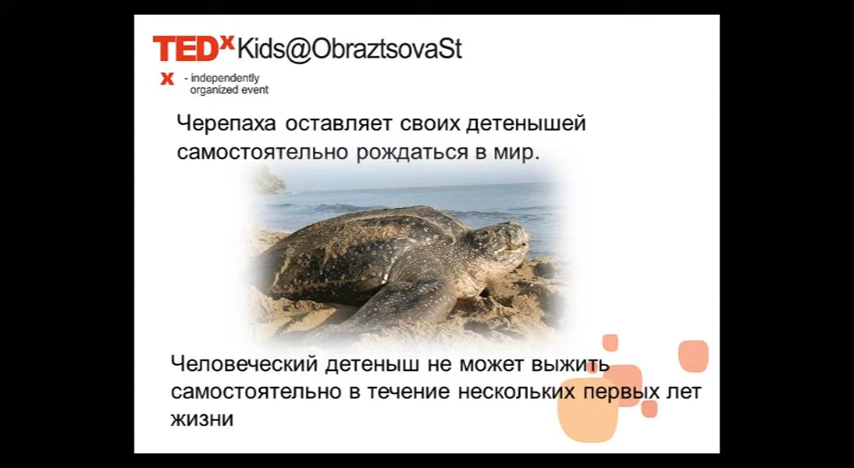 TEDxKids@ObraztsovaSt
x - independently
organized event
Черепаха оставляет своих детенышей
самостоятельно рождаться в мир.
Человеческий детеныш не может выжить
самостоятельно в течение нескольких первых лет
жизни